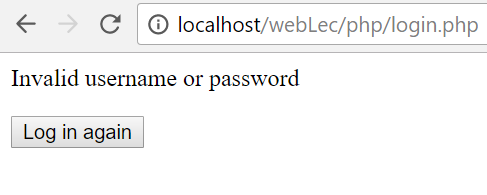 localhost/webLec/php/login.php
Invalid username or password
Log in again